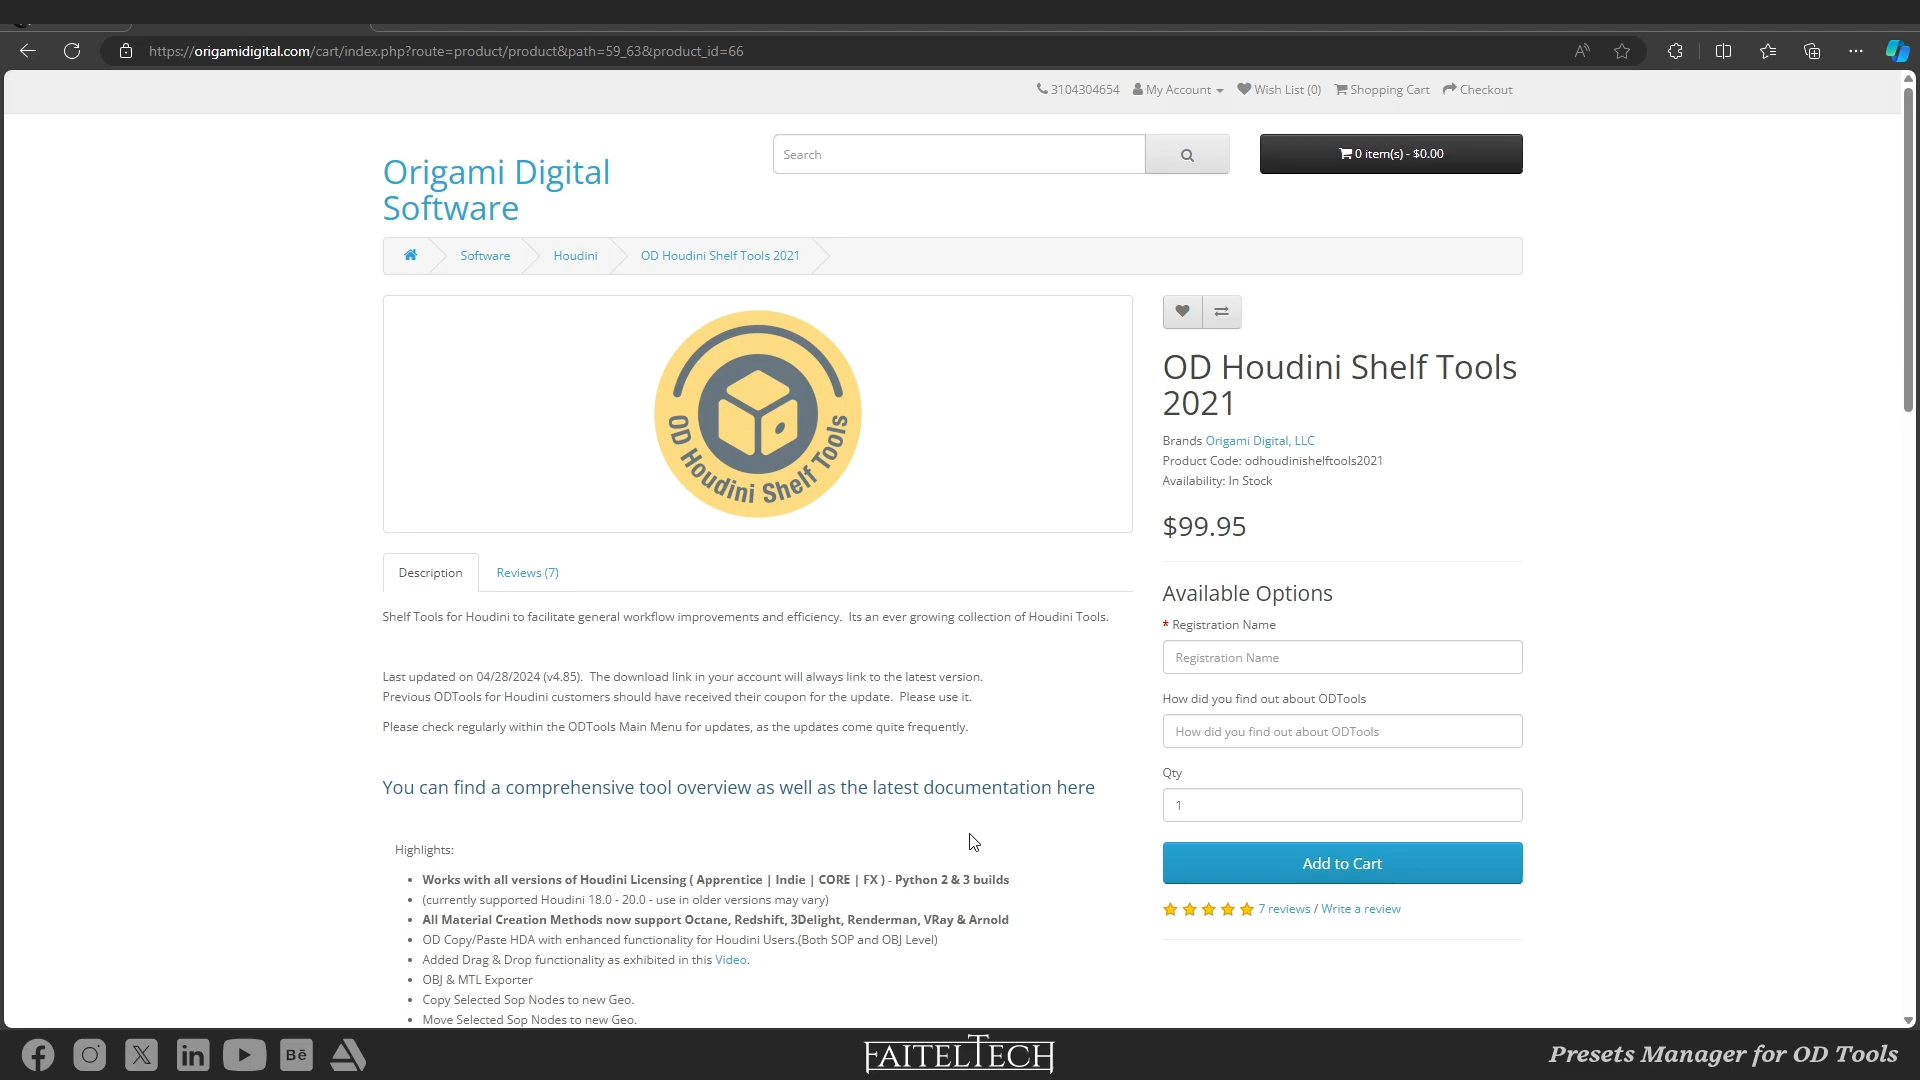 https://origamidigital.com/cart/index.php?route=product/product&path=59_63&product_id=66
3104304654 My Account Wish List (0) Shopping Cart Checkout
Origami Digital
Software
Search
0 item(s) - $0.00
Software Houdini OD Houdini Shelf Tools 2021
OD Houdini Shelf Tools
OD Houdini Shelf Tools
2021
Brands Origami Digital, LLC
Product Code: odhoudinishelftools2021
Availability: In Stock
$99.95
Description Reviews (7)
Shelf Tools for Houdini to facilitate general workflow improvements and efficiency. Its an ever growing collection of Houdini Tools.
Last updated on 04/28/2024 (v4.85). The download link in your account will always link to the latest version.
Previous ODTools for Houdini customers should have received their coupon for the update. Please use it.
Please check regularly within the ODTools Main Menu for updates, as the updates come quite frequently.
You can find a comprehensive tool overview as well as the latest documentation here
Highlights:
• Works with all versions of Houdini Licensing ( Apprentice | Indie | CORE | FX ) - Python 2 & 3 builds
• (currently supported Houdini 18.0 - 20.0 - use in older versions may vary)
• All Material Creation Methods now support Octane, Redshift, 3Delight, Renderman, VRay & Arnold
• OD Copy/Paste HDA with enhanced functionality for Houdini Users.(Both SOP and OBJ Level)
• Added Drag & Drop functionality as exhibited in this Video.
• OBJ & MTL Exporter
• Copy Selected Sop Nodes to new Geo.
• Move Selected Sop Nodes to new Geo.
Available Options
* Registration Name
Registration Name
How did you find out about ODTools
How did you find out about ODTools
Qty
1
Add to Cart
7 reviews / Write a review
FAITELTECH
Presets Manager for OD Tools